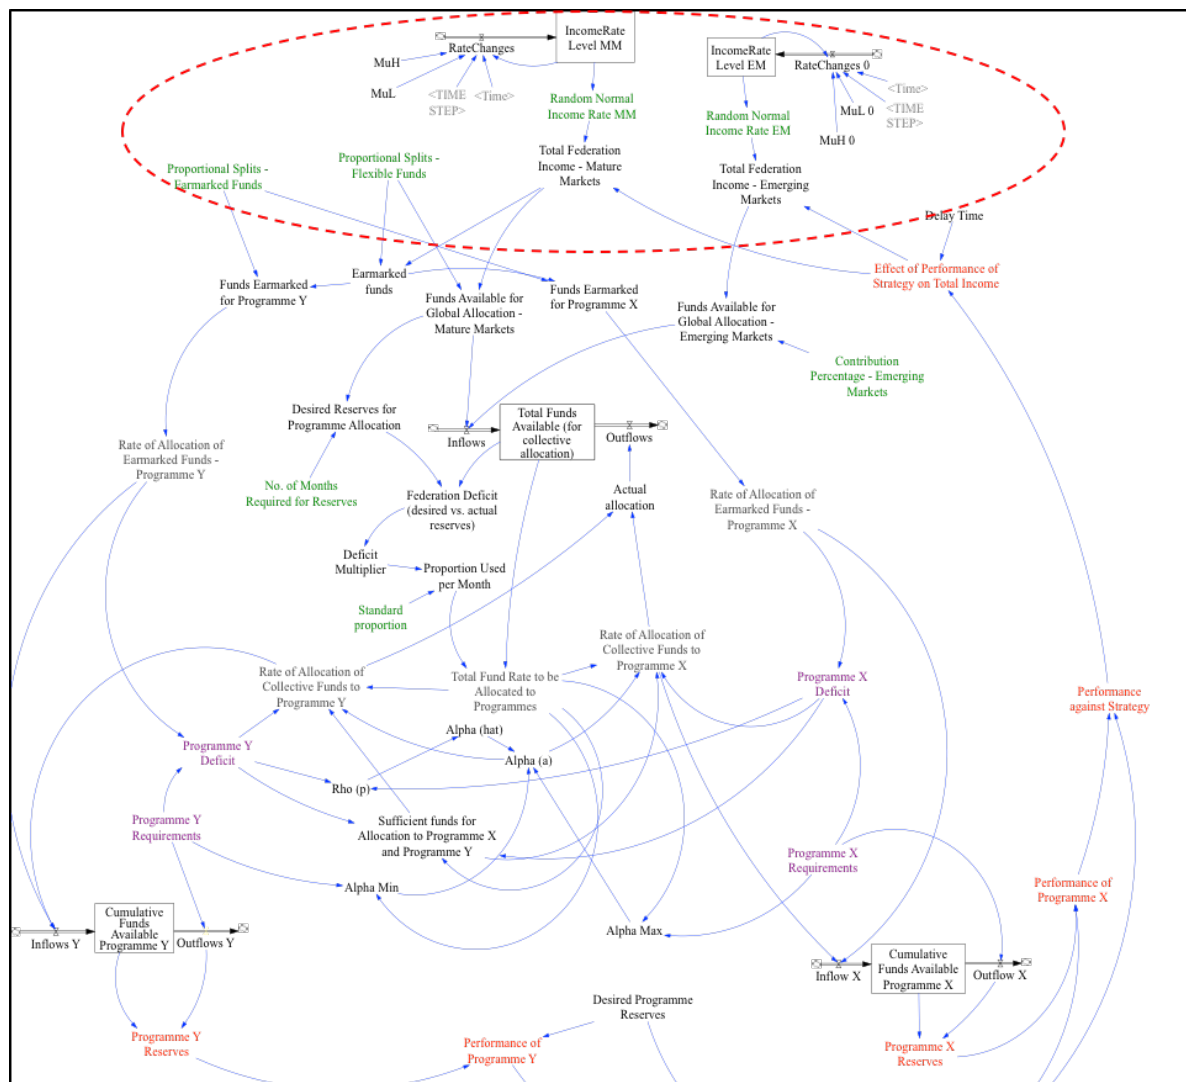 IncomeRate
Level MM
RateChanges
MuH
MuL
<TIME
STEP>
<Time>
IncomeRate
Level EM
RateChanges 0
<Time>
MuL 0
<TIME
STEP>
MuH 0
Random Normal
Income Rate MM
Random Normal
Income Rate EM
Proportional Splits -
Earmarked Funds
Proportional Splits -
Flexible Funds
Total Federation
Income - Mature
Markets
Total Federation
Income - Emerging
Markets
Delay Time
Effect of Performance of
Strategy on Total Income
Funds Earmarked
for Programme Y
Earmarked
funds
Funds Available for
Global Allocation -
Mature Markets
Funds Earmarked
for Programme X
Funds Available for
Global Allocation -
Emerging Markets
Contribution
Percentage - Emerging
Markets
Desired Reserves for
Programme Allocation
Inflows
Total Funds
Available (for
collective
allocation)
Outflows
Rate of Allocation of
Earmarked Funds -
Programme Y
No. of Months
Required for Reserves
Federation Deficit
(desired vs. actual
reserves)
Actual
allocation
Rate of Allocation of
Earmarked Funds -
Programme X
Deficit
Multiplier
Proportion Used
per Month
Standard
proportion
Rate of Allocation of
Collective Funds to
Programme X
Rate of Allocation of
Collective Funds to
Programme Y
Total Fund Rate to be
Allocated to
Programmes
Programme X
Deficit
Performance
against Strategy
Programme Y
Deficit
Alpha (hat)
Alpha (a)
Rho (p)
Programme Y
Requirements
Sufficient funds for
Allocation to Programme X
and Programme Y
Programme X
Requirements
Alpha Min
Performance of
Programme X
Inflows Y
Cumulative
Funds
Available
Programme Y
Outflows Y
Alpha Max
Inflow X
Cumulative
Funds Available
Programme X
Outflow X
Desired Programme
Reserves
Programme Y
Reserves
Performance of
Programme Y
Programme X
Reserves